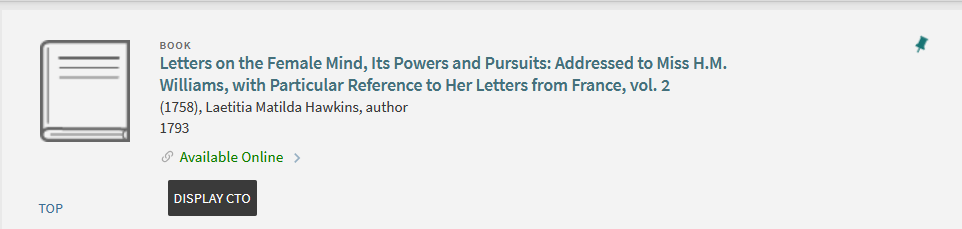 BOOK
Letters on the Female Mind, Its Powers and Pursuits: Addressed to Miss H.M.
Williams, with Particular Reference to Her Letters from France, vol. 2
(1758), Laetitia Matilda Hawkins, author
1793
Available Online
DISPLAY CTO
TOP